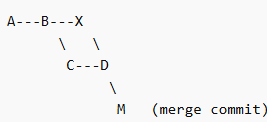 A---B---X
     \   \
      C---D
           \
            M   (merge commit)